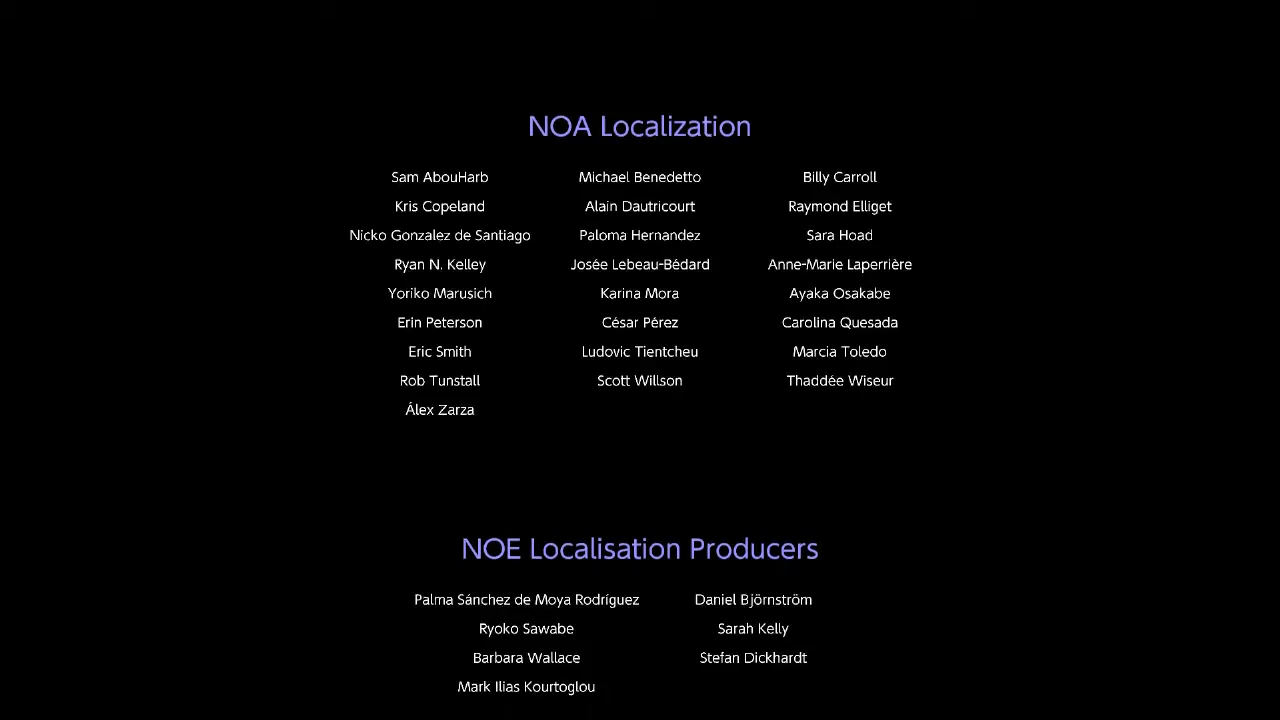 NOA Localization
Sam AbouHarb Michael Benedetto Billy Carroll
Kris Copeland Alain Dautricourt Raymond Elliget
Nicko Gonzalez de Santiago Paloma Hernandez Sara Hoad
Ryan N. Kelley Josée Lebeau-Bédard Anne-Marie Laperrière
Yoriko Marusich Karina Mora Ayaka Osakabe
Erin Peterson César Pérez Carolina Quesada
Eric Smith Ludovic Tientcheu Marcia Toledo
Rob Tunstall Scott Willson Thaddée Wiseur
Álex Zarza
NOE Localisation Producers
Palma Sánchez de Moya Rodríguez Daniel Björnström
Ryoko Sawabe Sarah Kelly
Barbara Wallace Stefan Dickhardt
Mark Ilias Kourtoglou